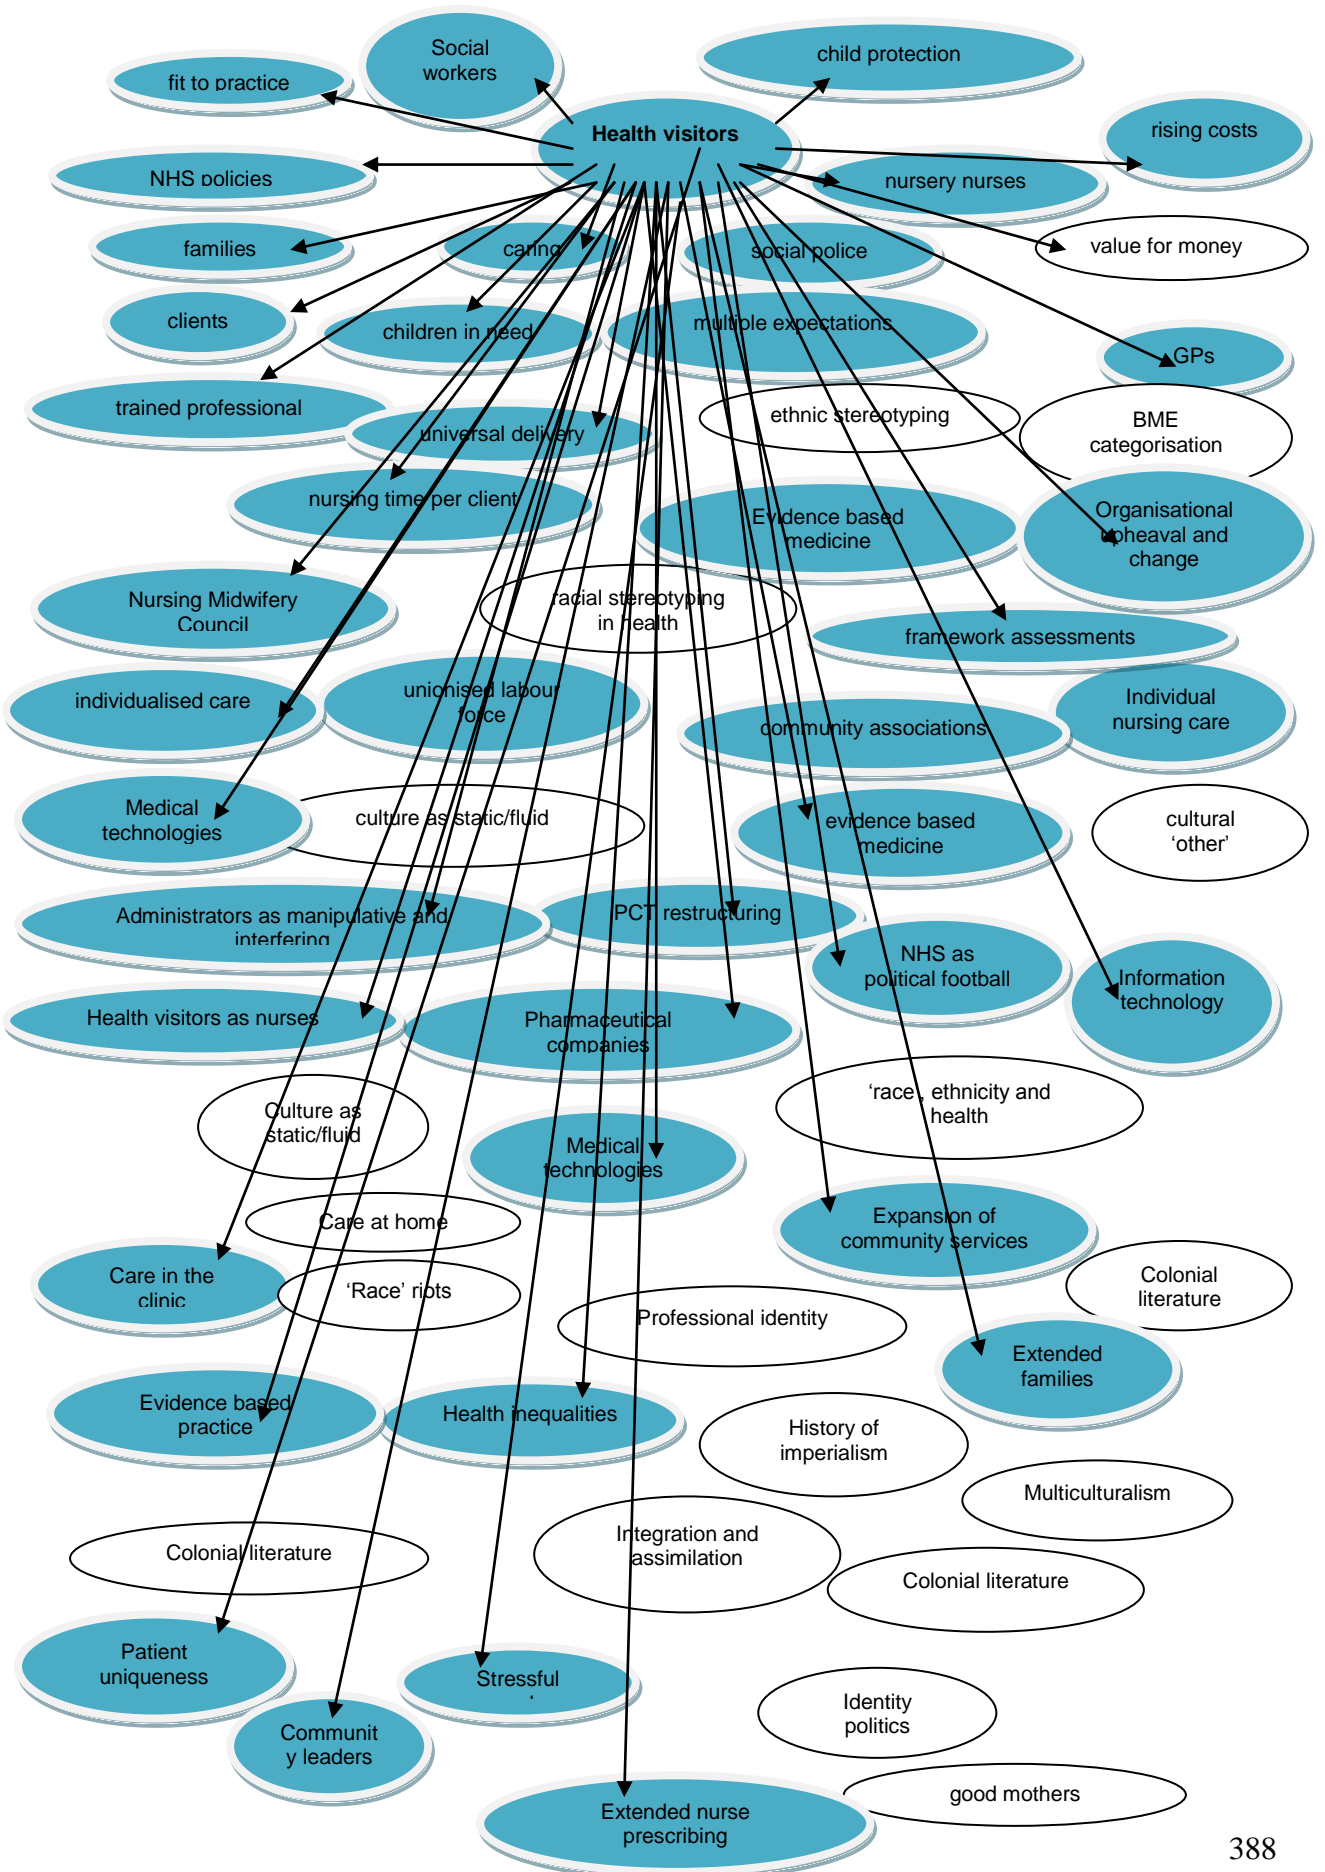 Social
workers
child protection
fit to practice
Health visitors
rising costs
NHS policies
nursery nurses
families
caring
social police
value for money
clients
children in need
multiple expectations
GPs
trained professional
universal delivery
ethnic stereotyping
BME
categorisation
nursing time per client
Evidence based
medicine
Organisational
upheaval and
change
Nursing Midwifery
Council
racial stereotyping
in health
framework assessments
individualised care
unionised labour
force
community associations
Individual
nursing care
Medical
technologies
culture as static/fluid
evidence based
medicine
cultural
‘other’
Administrators as manipulative and
interfering
PCT restructuring
NHS as
political football
Information
technology
Health visitors as nurses
Pharmaceutical
companies
Culture as
static/fluid
‘race’, ethnicity and
health
Medical
technologies
Care at home
Expansion of
community services
Care in the
clinic
‘Race’ riots
Professional identity
Colonial
literature
Extended
families
Evidence based
practice
Health inequalities
History of
imperialism
Multiculturalism
Colonial literature
Integration and
assimilation
Colonial literature
Patient
uniqueness
Stressful
Identity
politics
Communit
y leaders
good mothers
Extended nurse
prescribing
388